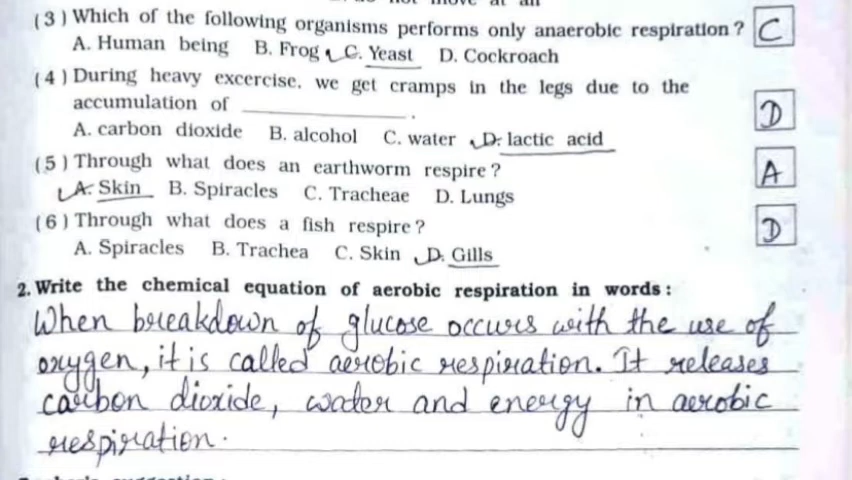 (3) Which of the following organisms performs only anaerobic respiration? C
A. Human being B. Frog C. Yeast D. Cockroach
(4) During heavy excercise, we get cramps in the legs due to the
accumulation of ____________.
D
A. carbon dioxide B. alcohol C. water D. lactic acid
(5) Through what does an earthworm respire? A
A. Skin B. Spiracles C. Tracheae D. Lungs
(6) Through what does a fish respire? D
A. Spiracles B. Trachea C. Skin D. Gills
2. Write the chemical equation of aerobic respiration in words:
When breakdown of glucose occurs with the use of
oxygen, it is called aerobic respiration. It releases
carbon dioxide, water and energy in aerobic
respiration.